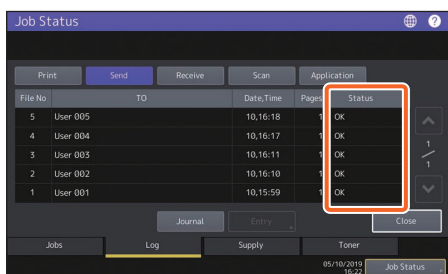 Job Status ?
Print Send Receive Scan Application
File No TO Date,Time Pages Status
5 User 005 10,16:18 1 OK
4 User 004 10,16:17 1 OK
3 User 003 10,16:11 1 OK
2 User 002 10,16:10 1 OK
1 User 001 10,15:59 1 OK
1
1
Journal Entry Close
Jobs Log Supply Toner
05/10/2019
16:22 Job Status